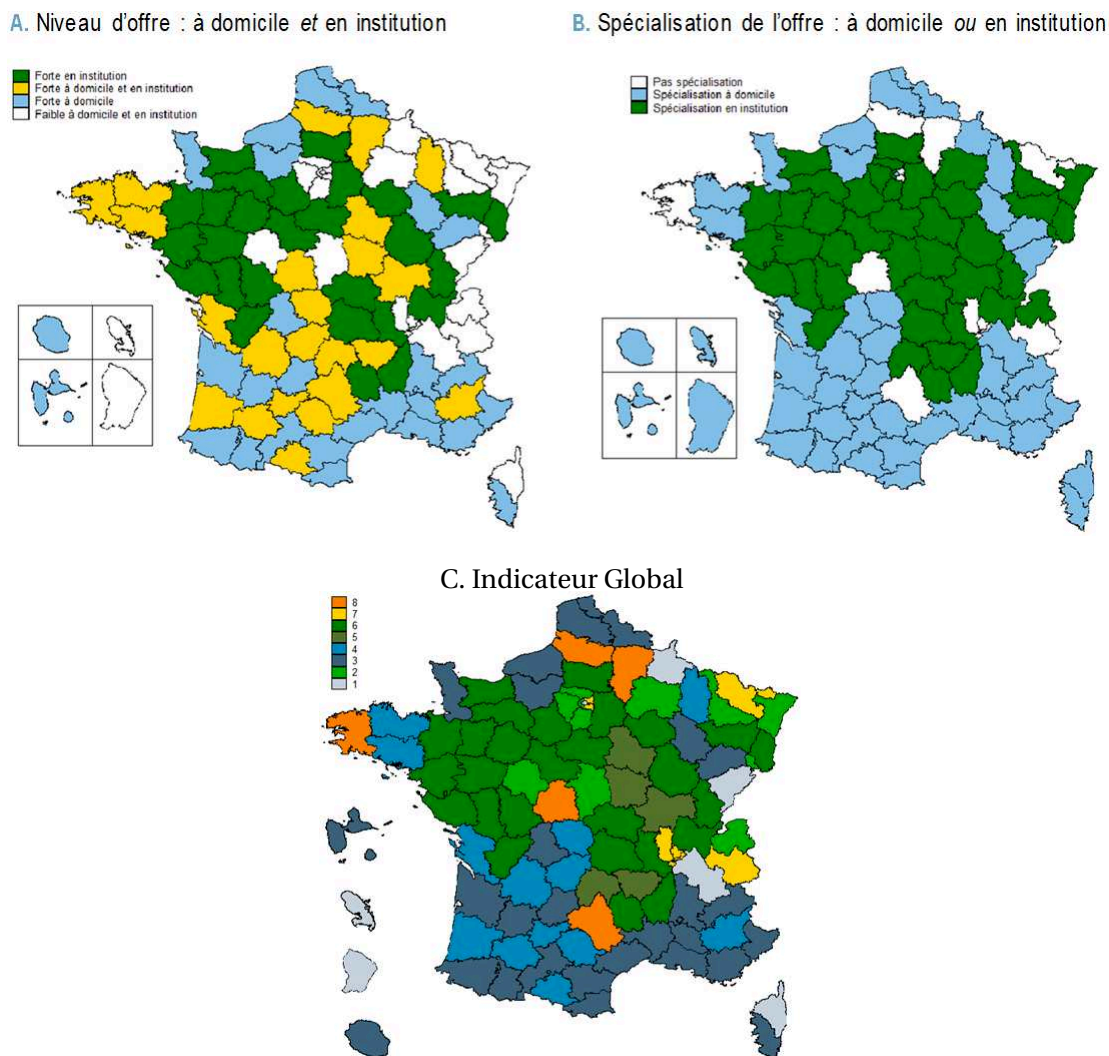 A. Niveau d'offre : à domicile et en institution
Forte en institution
Forte à domicile et en institution
Forte à domicile
Faible à domicile et en institution
B. Spécialisation de l'offre : à domicile ou en institution
Pas spécialisation
Spécialisation à domicile
Spécialisation en institution
C. Indicateur Global
8
7
6
5
4
3
2
1